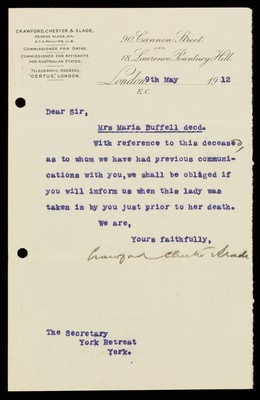 CRAWFORD, CHESTER & SLADE,
COMMISSIONER FOR OATHS.
COMMISSIONER FOR AFFIDAVITS
FOR AUSTRALIAN STATES.
TELEGRAPHIC ADDRESS:
"CERTUS," LONDON.
90, Cannon Street,
AND
18, Laurence Pountney Hill.
London 9th May 1912
E.C.
Dear Sir,
Mrs Maria Buffell decd.
With reference to this deceased,
as to whom we have had previous communi-
cations with you, we shall be obliged if
you will inform us when this lady was
taken in by you just prior to her death.
We are,
Yours faithfully,
Crawford Chester & Slade
The Secretary
York Retreat
York.